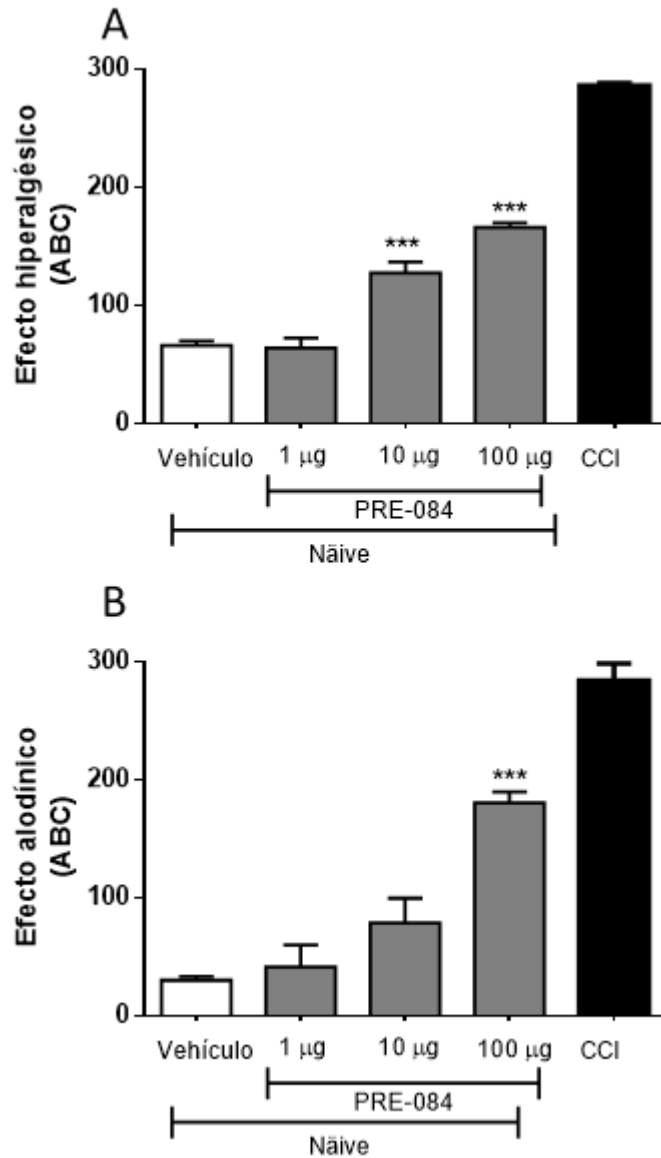 A
Efecto hiperalgésico
(ABC)
300
200
100
0
***
***
Vehículo 1 μg 10 μg 100 μg CCI
PRE-084
Näive
B
Efecto alodínico
(ABC)
300
200
100
0
***
Vehículo 1 μg 10 μg 100 μg CCI
PRE-084
Näive